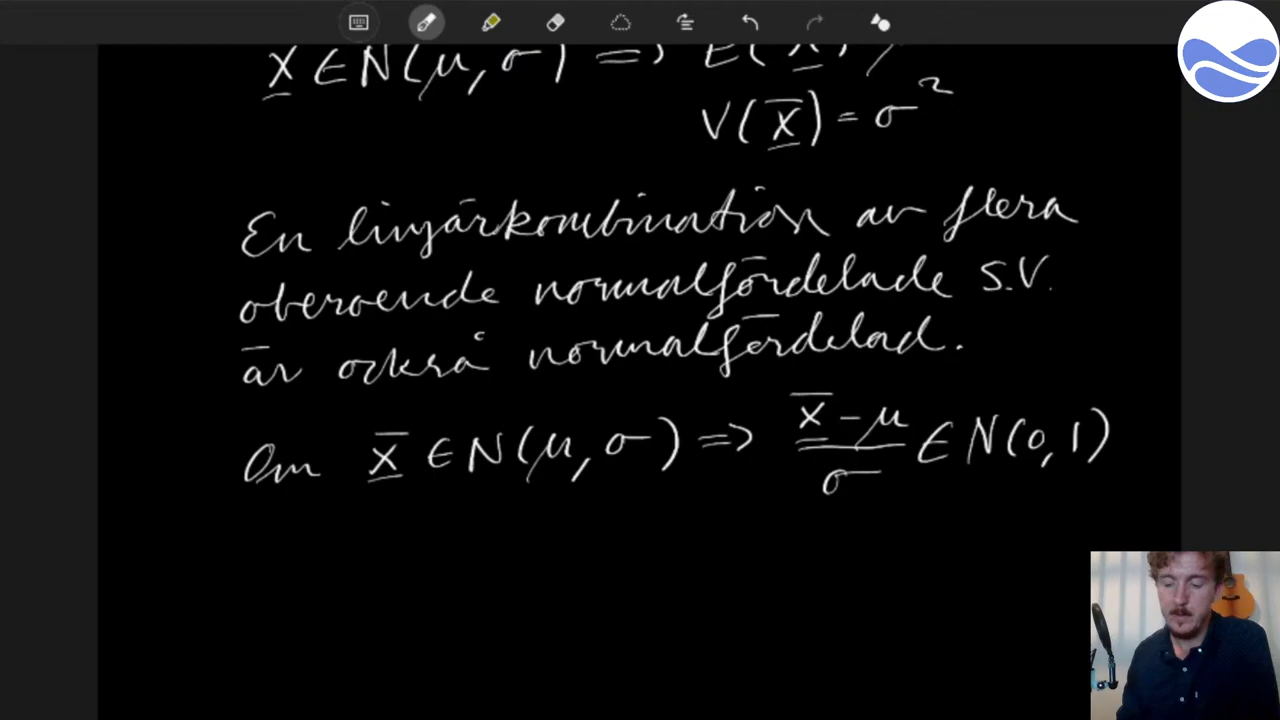 X ∈ N(μ, σ) => E(X)
V(X) = σ²
En linjärkombination av flera
oberoende normalfördelade S.V.
är också normalfördelad.
Om X ∈ N(μ, σ) => (X - μ)/σ ∈ N(0, 1)